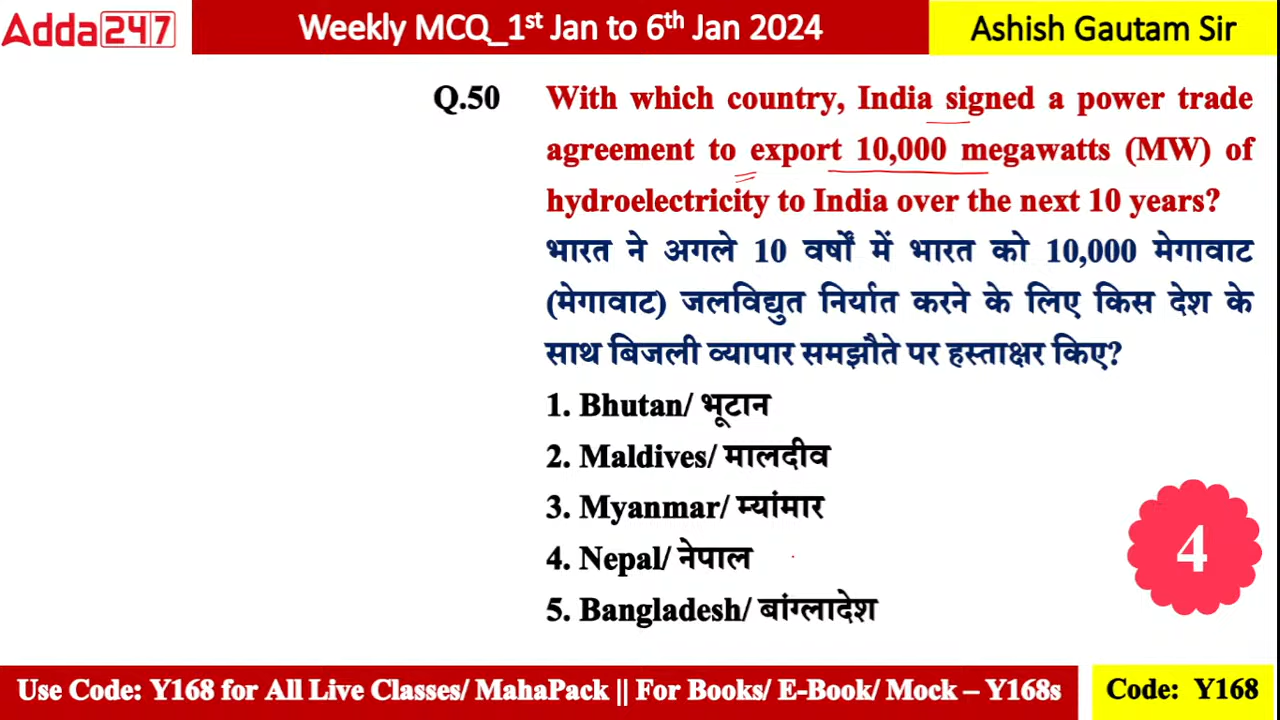 Adda247
Weekly MCQ_1st Jan to 6th Jan 2024
Ashish Gautam Sir
Q.50 With which country, India signed a power trade
agreement to export 10,000 megawatts (MW) of
hydroelectricity to India over the next 10 years?
भारत ने अगले 10 वर्षों में भारत को 10,000 मेगावाट
(मेगावाट) जलविद्युत निर्यात करने के लिए किस देश के
साथ बिजली व्यापार समझौते पर हस्ताक्षर किए?
1. Bhutan/ भूटान
2. Maldives/ मालदीव
3. Myanmar/ म्यांमार
4. Nepal/ नेपाल
5. Bangladesh/ बांग्लादेश
4
Use Code: Y168 for All Live Classes/ MahaPack || For Books/ E-Book/ Mock – Y168s
Code: Y168